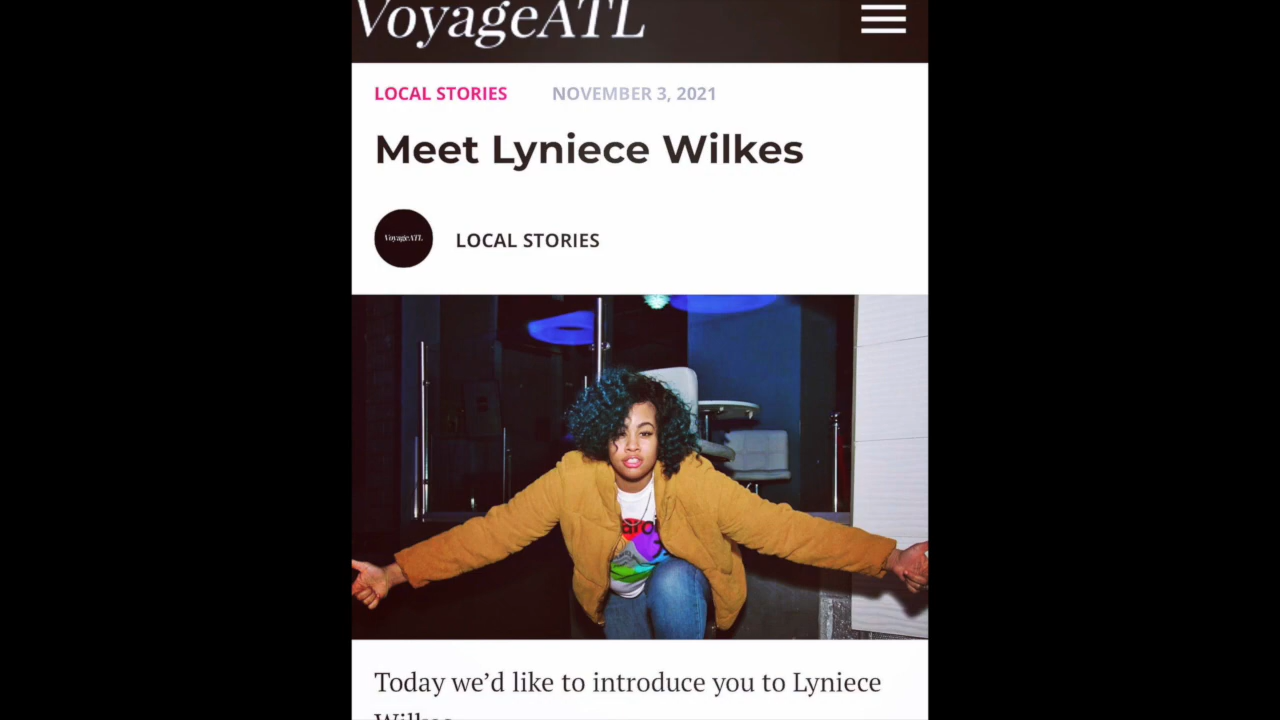 VoyageATL
LOCAL STORIES NOVEMBER 3, 2021
Meet Lyniece Wilkes
VoyageATL
LOCAL STORIES
Today we’d like to introduce you to Lyniece
Wilkes